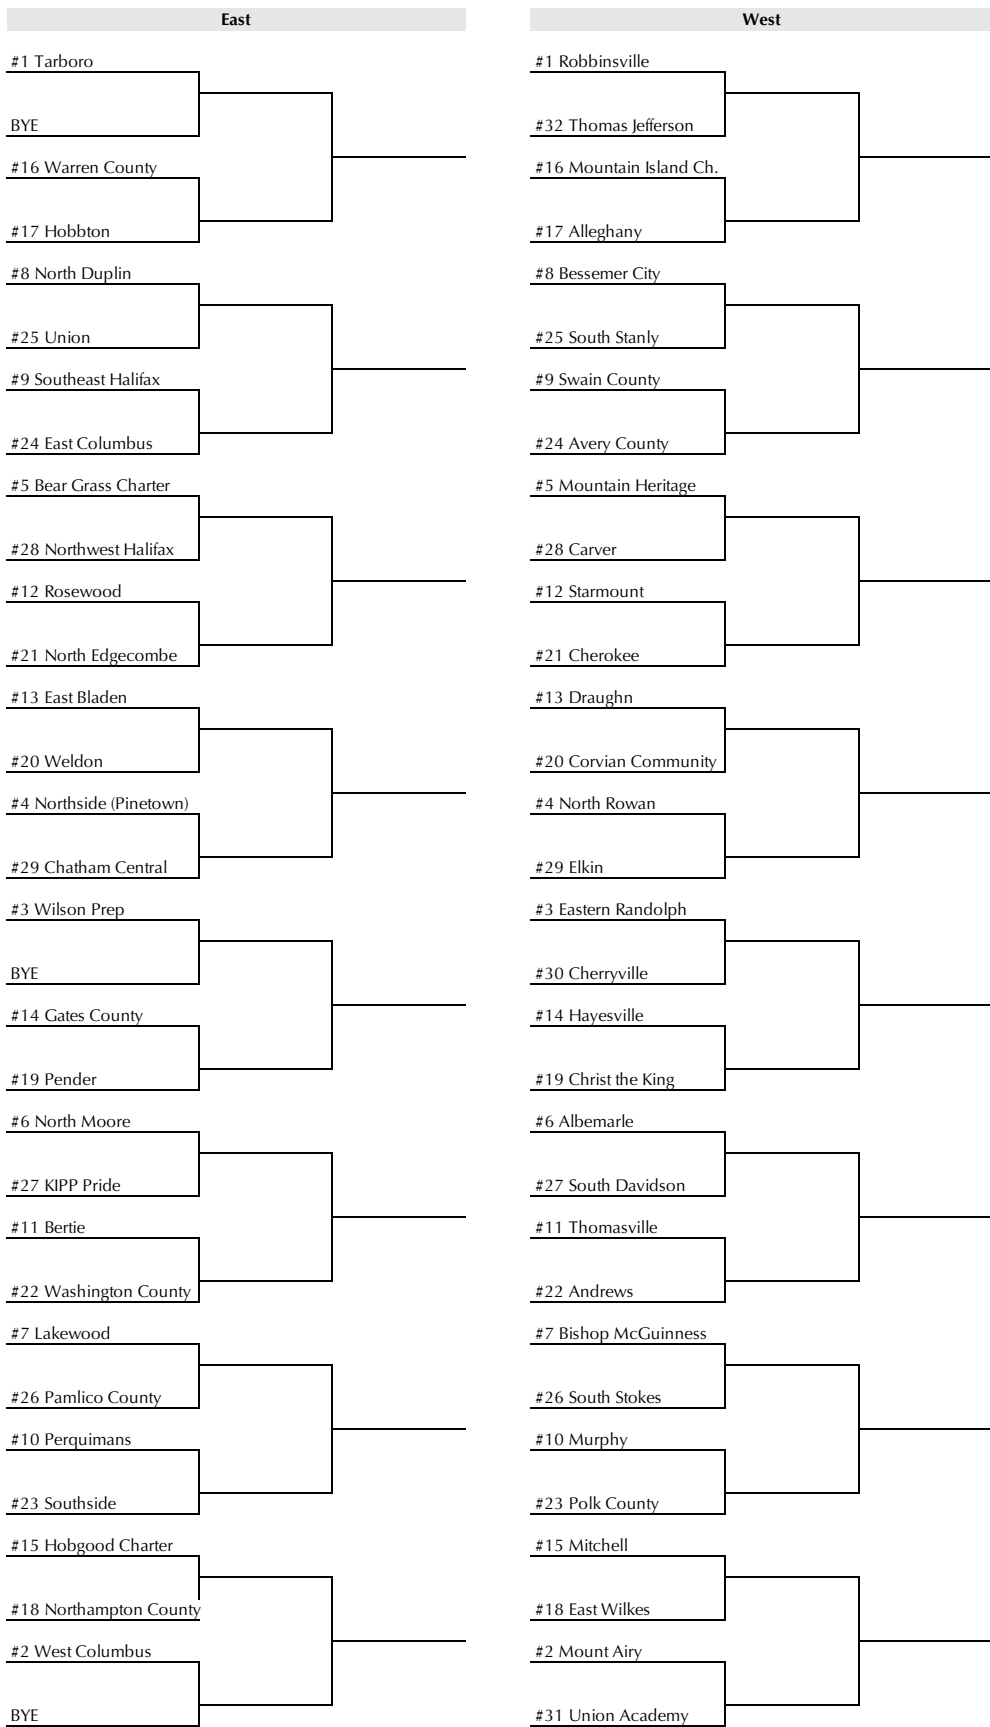 East
#1 Tarboro
BYE
#16 Warren County
#17 Hobbton
#8 North Duplin
#25 Union
#9 Southeast Halifax
#24 East Columbus
#5 Bear Grass Charter
#28 Northwest Halifax
#12 Rosewood
#21 North Edgecombe
#13 East Bladen
#20 Weldon
#4 Northside (Pinetown)
#29 Chatham Central
#3 Wilson Prep
BYE
#14 Gates County
#19 Pender
#6 North Moore
#27 KIPP Pride
#11 Bertie
#22 Washington County
#7 Lakewood
#26 Pamlico County
#10 Perquimans
#23 Southside
#15 Hobgood Charter
#18 Northampton County
#2 West Columbus
BYE
West
#1 Robbinsville
#32 Thomas Jefferson
#16 Mountain Island Ch.
#17 Alleghany
#8 Bessemer City
#25 South Stanly
#9 Swain County
#24 Avery County
#5 Mountain Heritage
#28 Carver
#12 Starmount
#21 Cherokee
#13 Draughn
#20 Corvian Community
#4 North Rowan
#29 Elkin
#3 Eastern Randolph
#30 Cherryville
#14 Hayesville
#19 Christ the King
#6 Albemarle
#27 South Davidson
#11 Thomasville
#22 Andrews
#7 Bishop McGuinness
#26 South Stokes
#10 Murphy
#23 Polk County
#15 Mitchell
#18 East Wilkes
#2 Mount Airy
#31 Union Academy